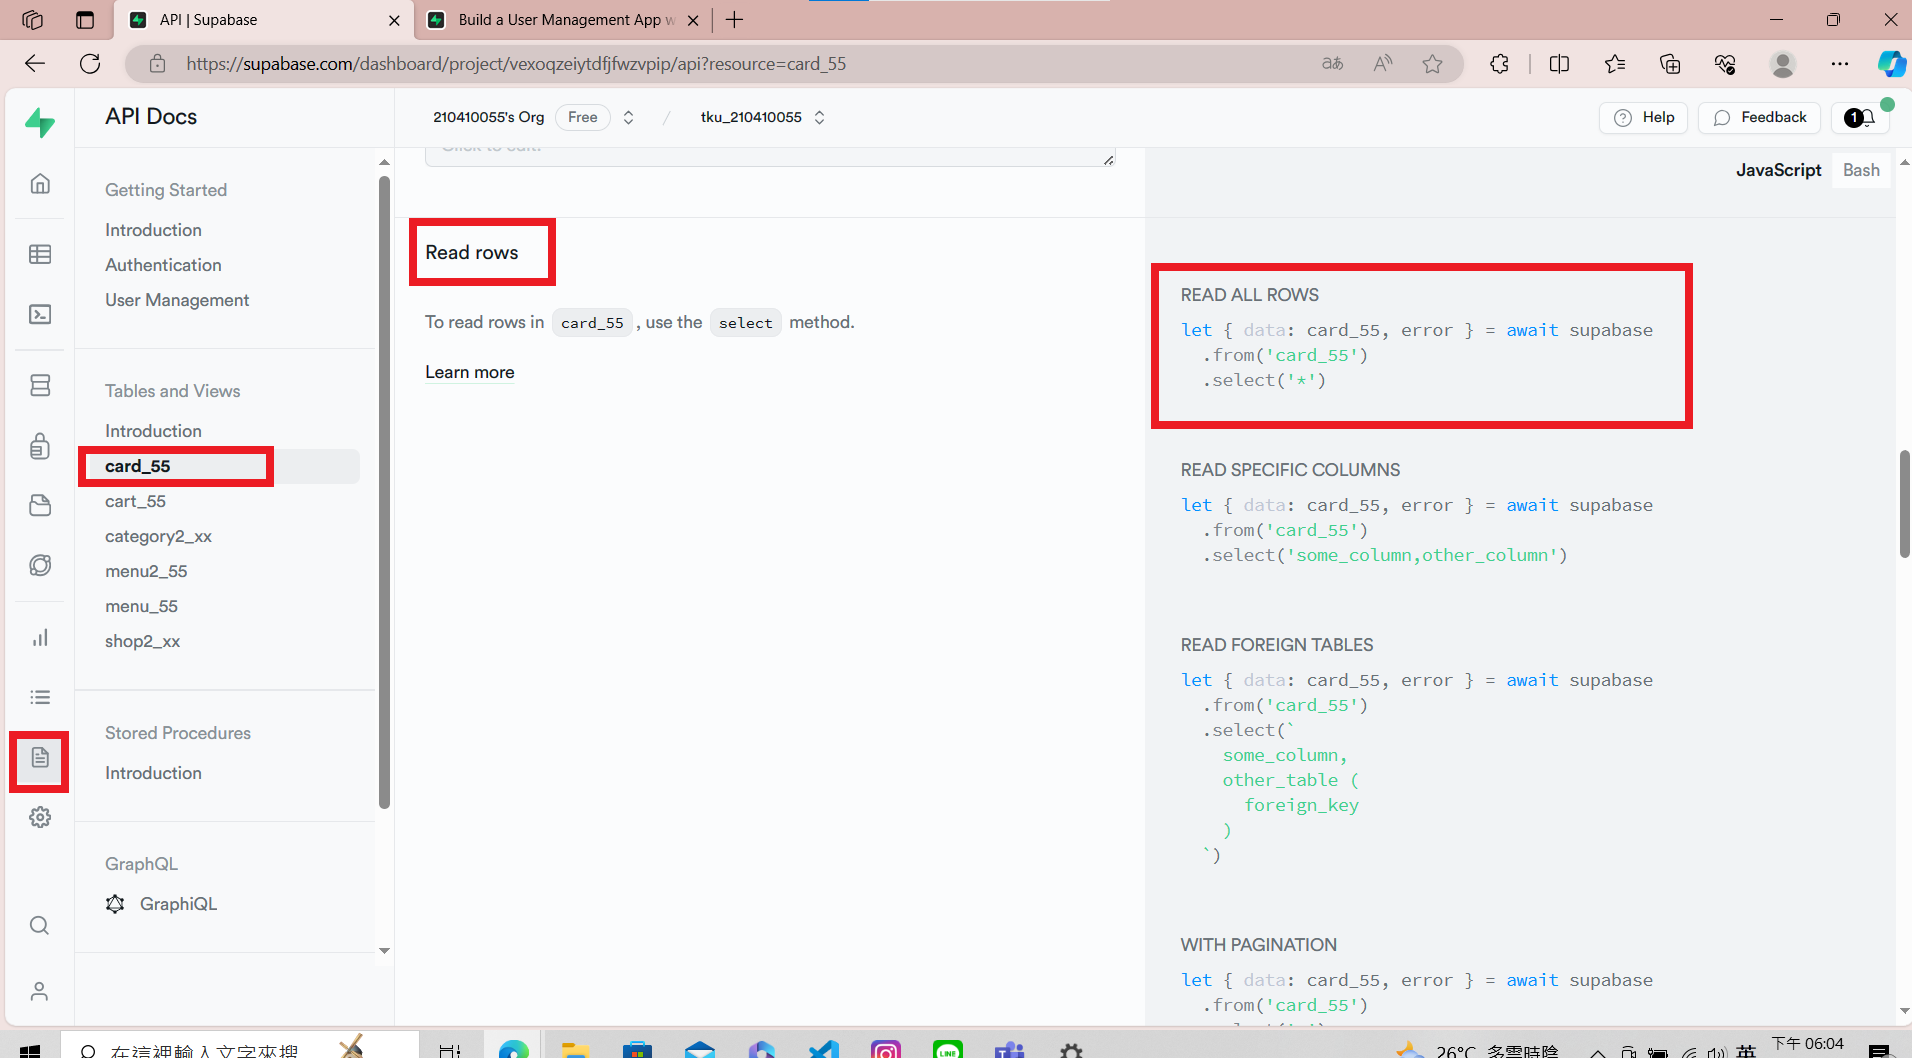 API | Supabase
Build a User Management App w
https://supabase.com/dashboard/project/vexoqzeiytdfjfwzvpip/api?resource=card_55
API Docs
210410055's Org Free / tku_210410055
Help
Feedback
1
Getting Started
Introduction
Authentication
User Management
Tables and Views
Introduction
card_55
cart_55
category2_xx
menu2_55
menu_55
shop2_xx
Stored Procedures
Introduction
GraphQL
GraphiQL
Click to edit.
Read rows
To read rows in card_55 , use the select method.
Learn more
JavaScript Bash
READ ALL ROWS
let { data: card_55, error } = await supabase
.from('card_55')
.select('*')
READ SPECIFIC COLUMNS
let { data: card_55, error } = await supabase
.from('card_55')
.select('some_column,other_column')
READ FOREIGN TABLES
let { data: card_55, error } = await supabase
.from('card_55')
.select(`
some_column,
other_table (
foreign_key
)
`)
WITH PAGINATION
let { data: card_55, error } = await supabase
.from('card_55')
在這裡輸入文字來搜
LINE
26°C 多雲時陰
英
下午 06:04